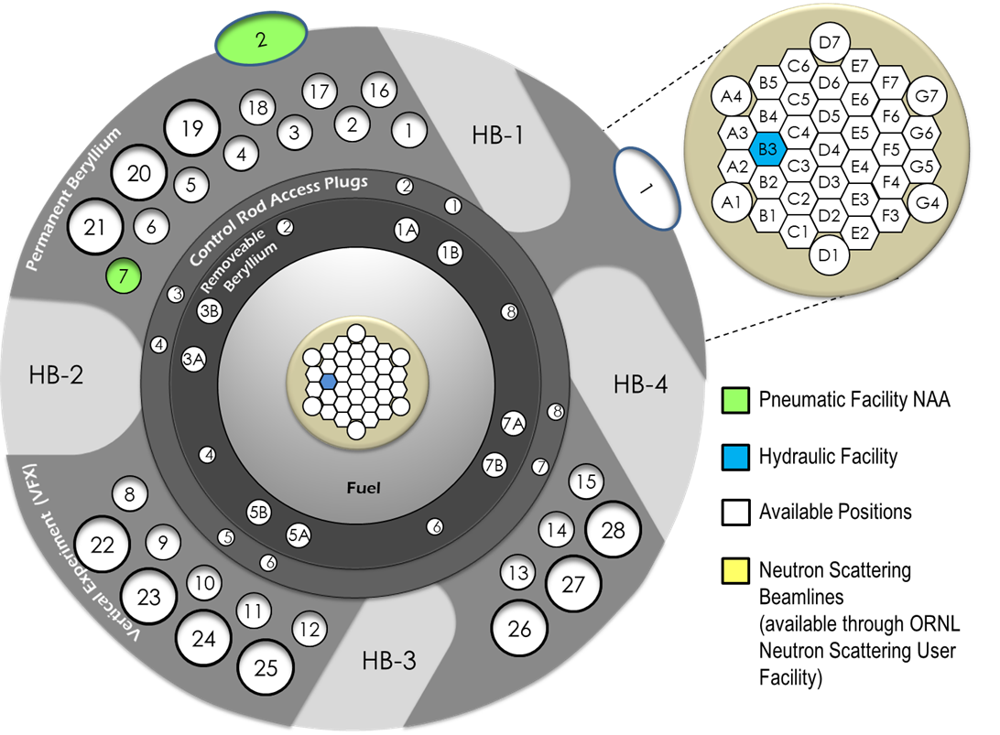 2
17
16
18
19
3
2
1
4
20
5
21
6
7
Permanent Beryllium
HB-1
1
Control Rod Access Plugs
2
1
Removeable
Beryllium
2
1A
1B
3
3B
8
4
3A
HB-2
HB-4
7A
8
4
7B
7
Fuel
5B
5A
6
5
6
Vertical Experiment (VFX)
8
22
9
23
10
24
11
12
25
HB-3
15
14
28
13
27
26
D7
C6
E7
B5
D6
F7
A4
C5
E6
G7
B4
D5
F6
A3
C4
E5
G6
B3
D4
F5
A2
C3
E4
G5
B2
D3
F4
A1
C2
E3
G4
B1
D2
F3
C1
E2
D1
Pneumatic Facility NAA
Hydraulic Facility
Available Positions
Neutron Scattering
Beamlines
(available through ORNL
Neutron Scattering User
Facility)